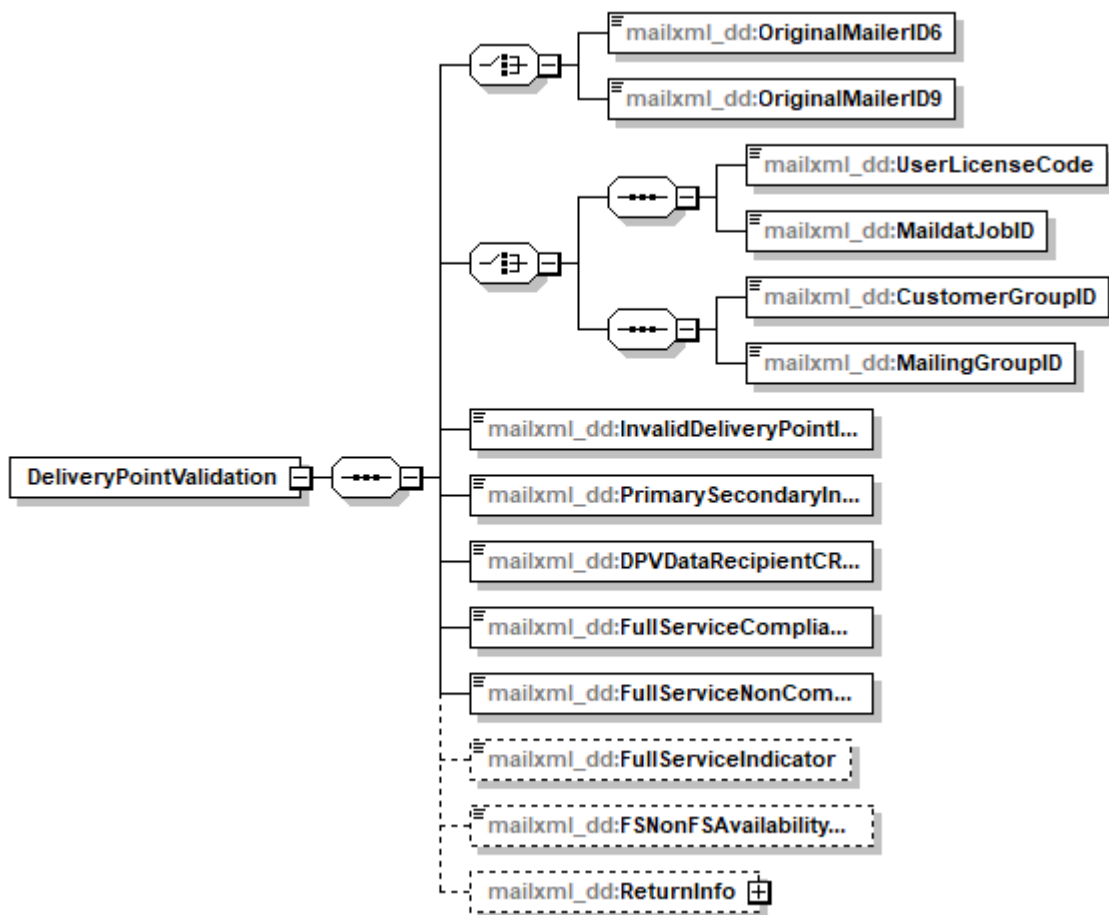 mailxml_dd:OriginalMailerID6
mailxml_dd:OriginalMailerID9
mailxml_dd:UserLicenseCode
mailxml_dd:MaildatJobID
mailxml_dd:CustomerGroupID
mailxml_dd:MailingGroupID
mailxml_dd:InvalidDeliveryPointI...
DeliveryPointValidation
mailxml_dd:PrimarySecondaryIn...
mailxml_dd:DPVDataRecipientCR...
mailxml_dd:FullServiceComplia...
mailxml_dd:FullServiceNonCom...
mailxml_dd:FullServiceIndicator
mailxml_dd:FSNonFSAvailability...
mailxml_dd:ReturnInfo